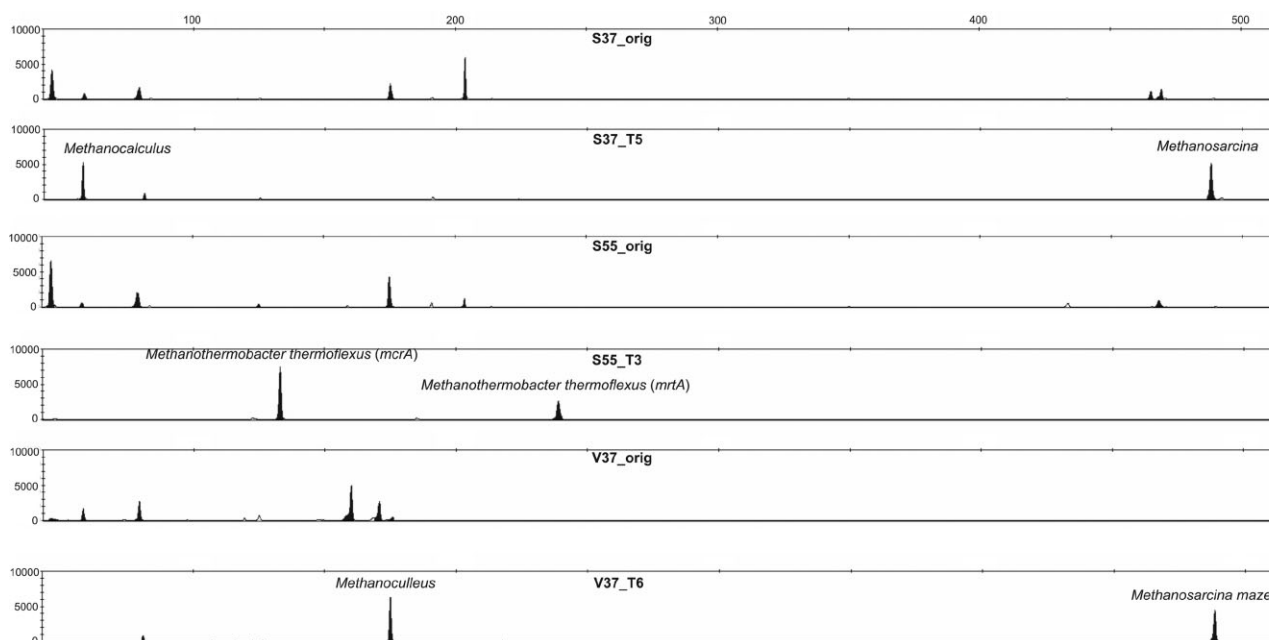 100 200 300 400 500
10000 S37_orig
5000
0
10000 S37_T5
Methanocalculus Methanosarcina
5000
0
10000 S55_orig
5000
0
10000 S55_T3
Methanothermobacter thermoflexus (mcrA)
5000 Methanothermobacter thermoflexus (mrtA)
0
10000 V37_orig
5000
0
10000 Methanoculleus V37_T6
5000 Methanosarcina maze
0